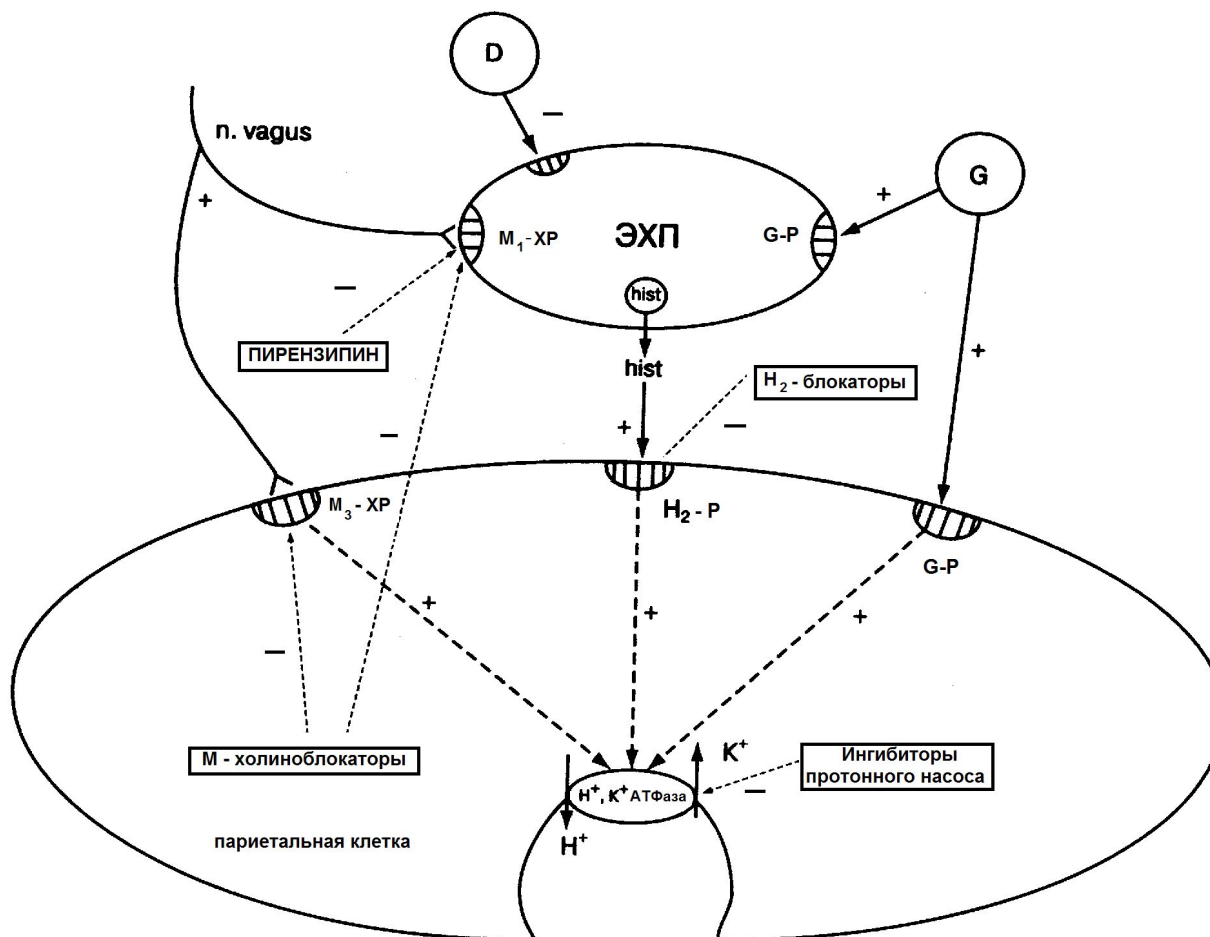 D
n. vagus
−
G
+
+
M₁-ХР
ЭХП
G-Р
−
hist
ПИРЕНЗИПИН
hist
+
H₂ - блокаторы
−
+
−
M₃ - ХР
H₂ - Р
G-Р
+
+
+
−
М - холиноблокаторы
K⁺
Ингибиторы
протонного насоса
H⁺, K⁺ АТФаза
−
H⁺
париетальная клетка